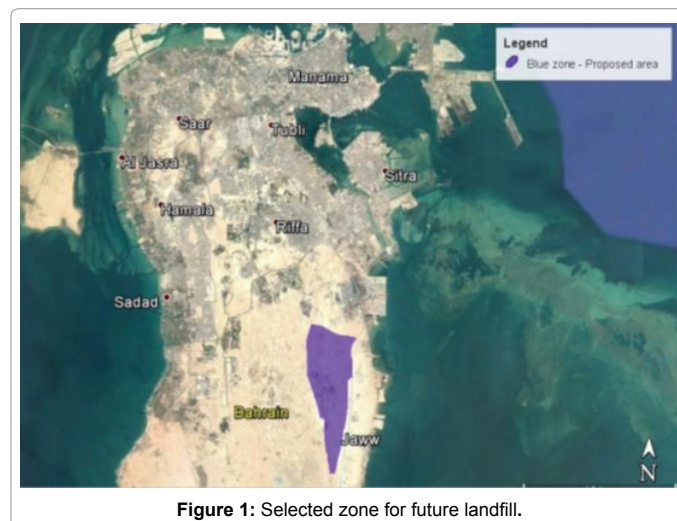 Legend
Blue zone - Proposed area
Manama
Saar
Tubli
Al Jasra
Sitra
Hamala
Riffa
Sadad
Bahrain
Jaww
N
Figure 1: Selected zone for future landfill.